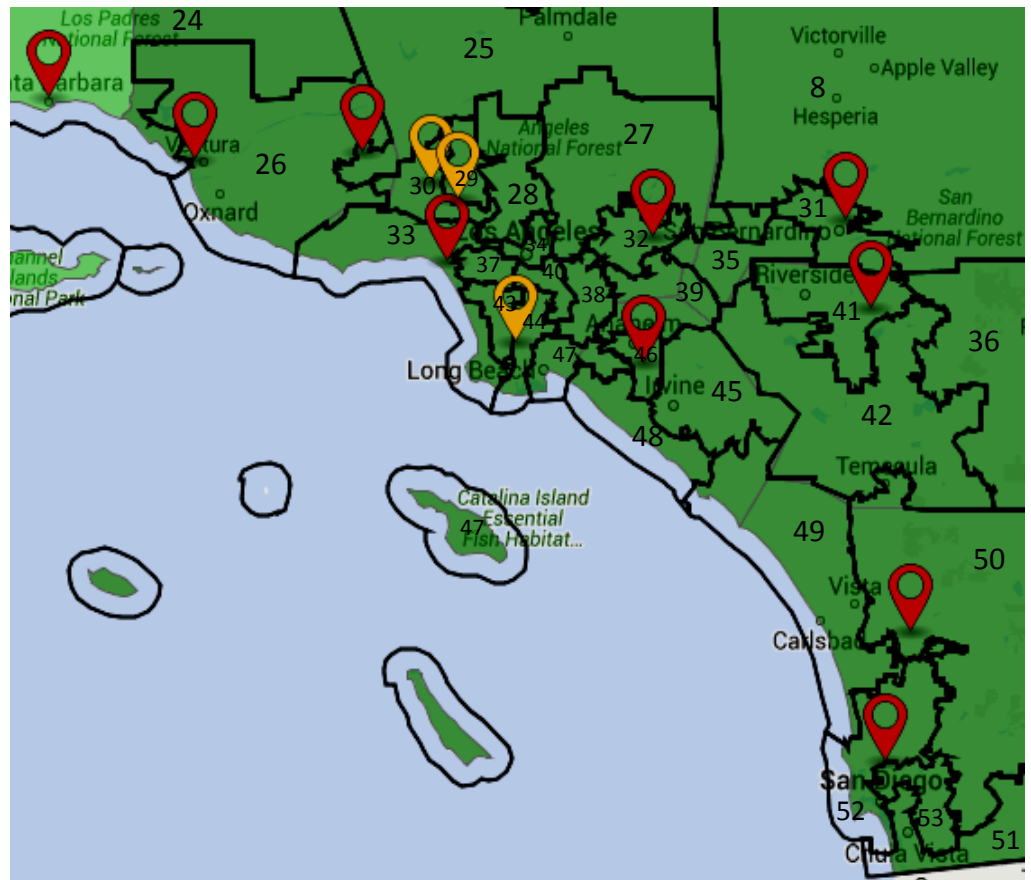 Los Padres
National Forest
24
Palmdale
25
Victorville
Apple Valley
8
Hesperia
ta Barbara
Ventura
26
Oxnard
Angeles
National Forest
27
30
29
28
31
San
Bernardino
National Forest
33
Los Angeles
34
32
San Bernardino
37
40
35
Riverside
annel
lands
nal Park
38
39
43
44
41
Anaheim
46
36
Long Beach
47
Irvine
45
42
48
Temecula
Catalina Island
Essential
Fish Habitat...
47
49
50
Vista
Carlsbad
San Diego
52
53
Chula Vista
51